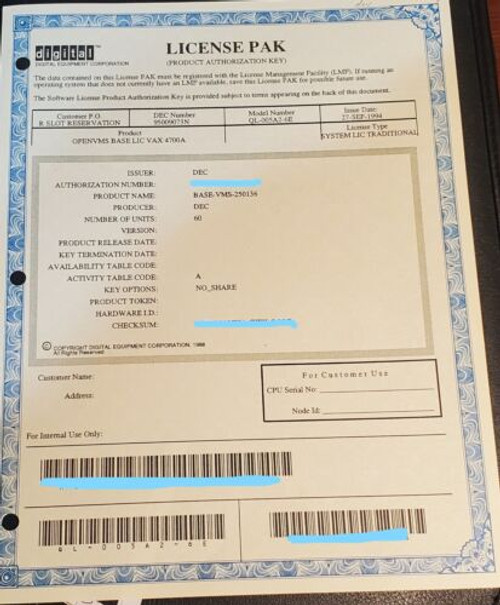 digital™
DIGITAL EQUIPMENT CORPORATION
LICENSE PAK
(PRODUCT AUTHORIZATION KEY)
The data contained on this License PAK must be registered with the License Management Facility (LMF). If running an
operating system that does not currently have an LMF available, save this License PAK for possible future use.
The Software License Product Authorization Key is provided subject to terms appearing on the back of this document.
Customer P.O. DEC Number Model Number Issue Date
R SLOT RESERVATION 95009071N QL-005A2-6E 27-SEP-1994
Product License Type
OPENVMS BASE LIC VAX 4700A SYSTEM LIC TRADITIONAL
ISSUER: DEC
AUTHORIZATION NUMBER:
PRODUCT NAME: BASE-VMS-250136
PRODUCER: DEC
NUMBER OF UNITS: 60
VERSION:
PRODUCT RELEASE DATE:
KEY TERMINATION DATE:
AVAILABILITY TABLE CODE:
ACTIVITY TABLE CODE: A
KEY OPTIONS: NO_SHARE
PRODUCT TOKEN:
HARDWARE I.D.:
CHECKSUM:
© COPYRIGHT DIGITAL EQUIPMENT CORPORATION, 1988
All Rights Reserved
Customer Name:
Address:
For Customer Use
CPU Serial No:
Node Id:
For Internal Use Only:
QL-005A2-6E